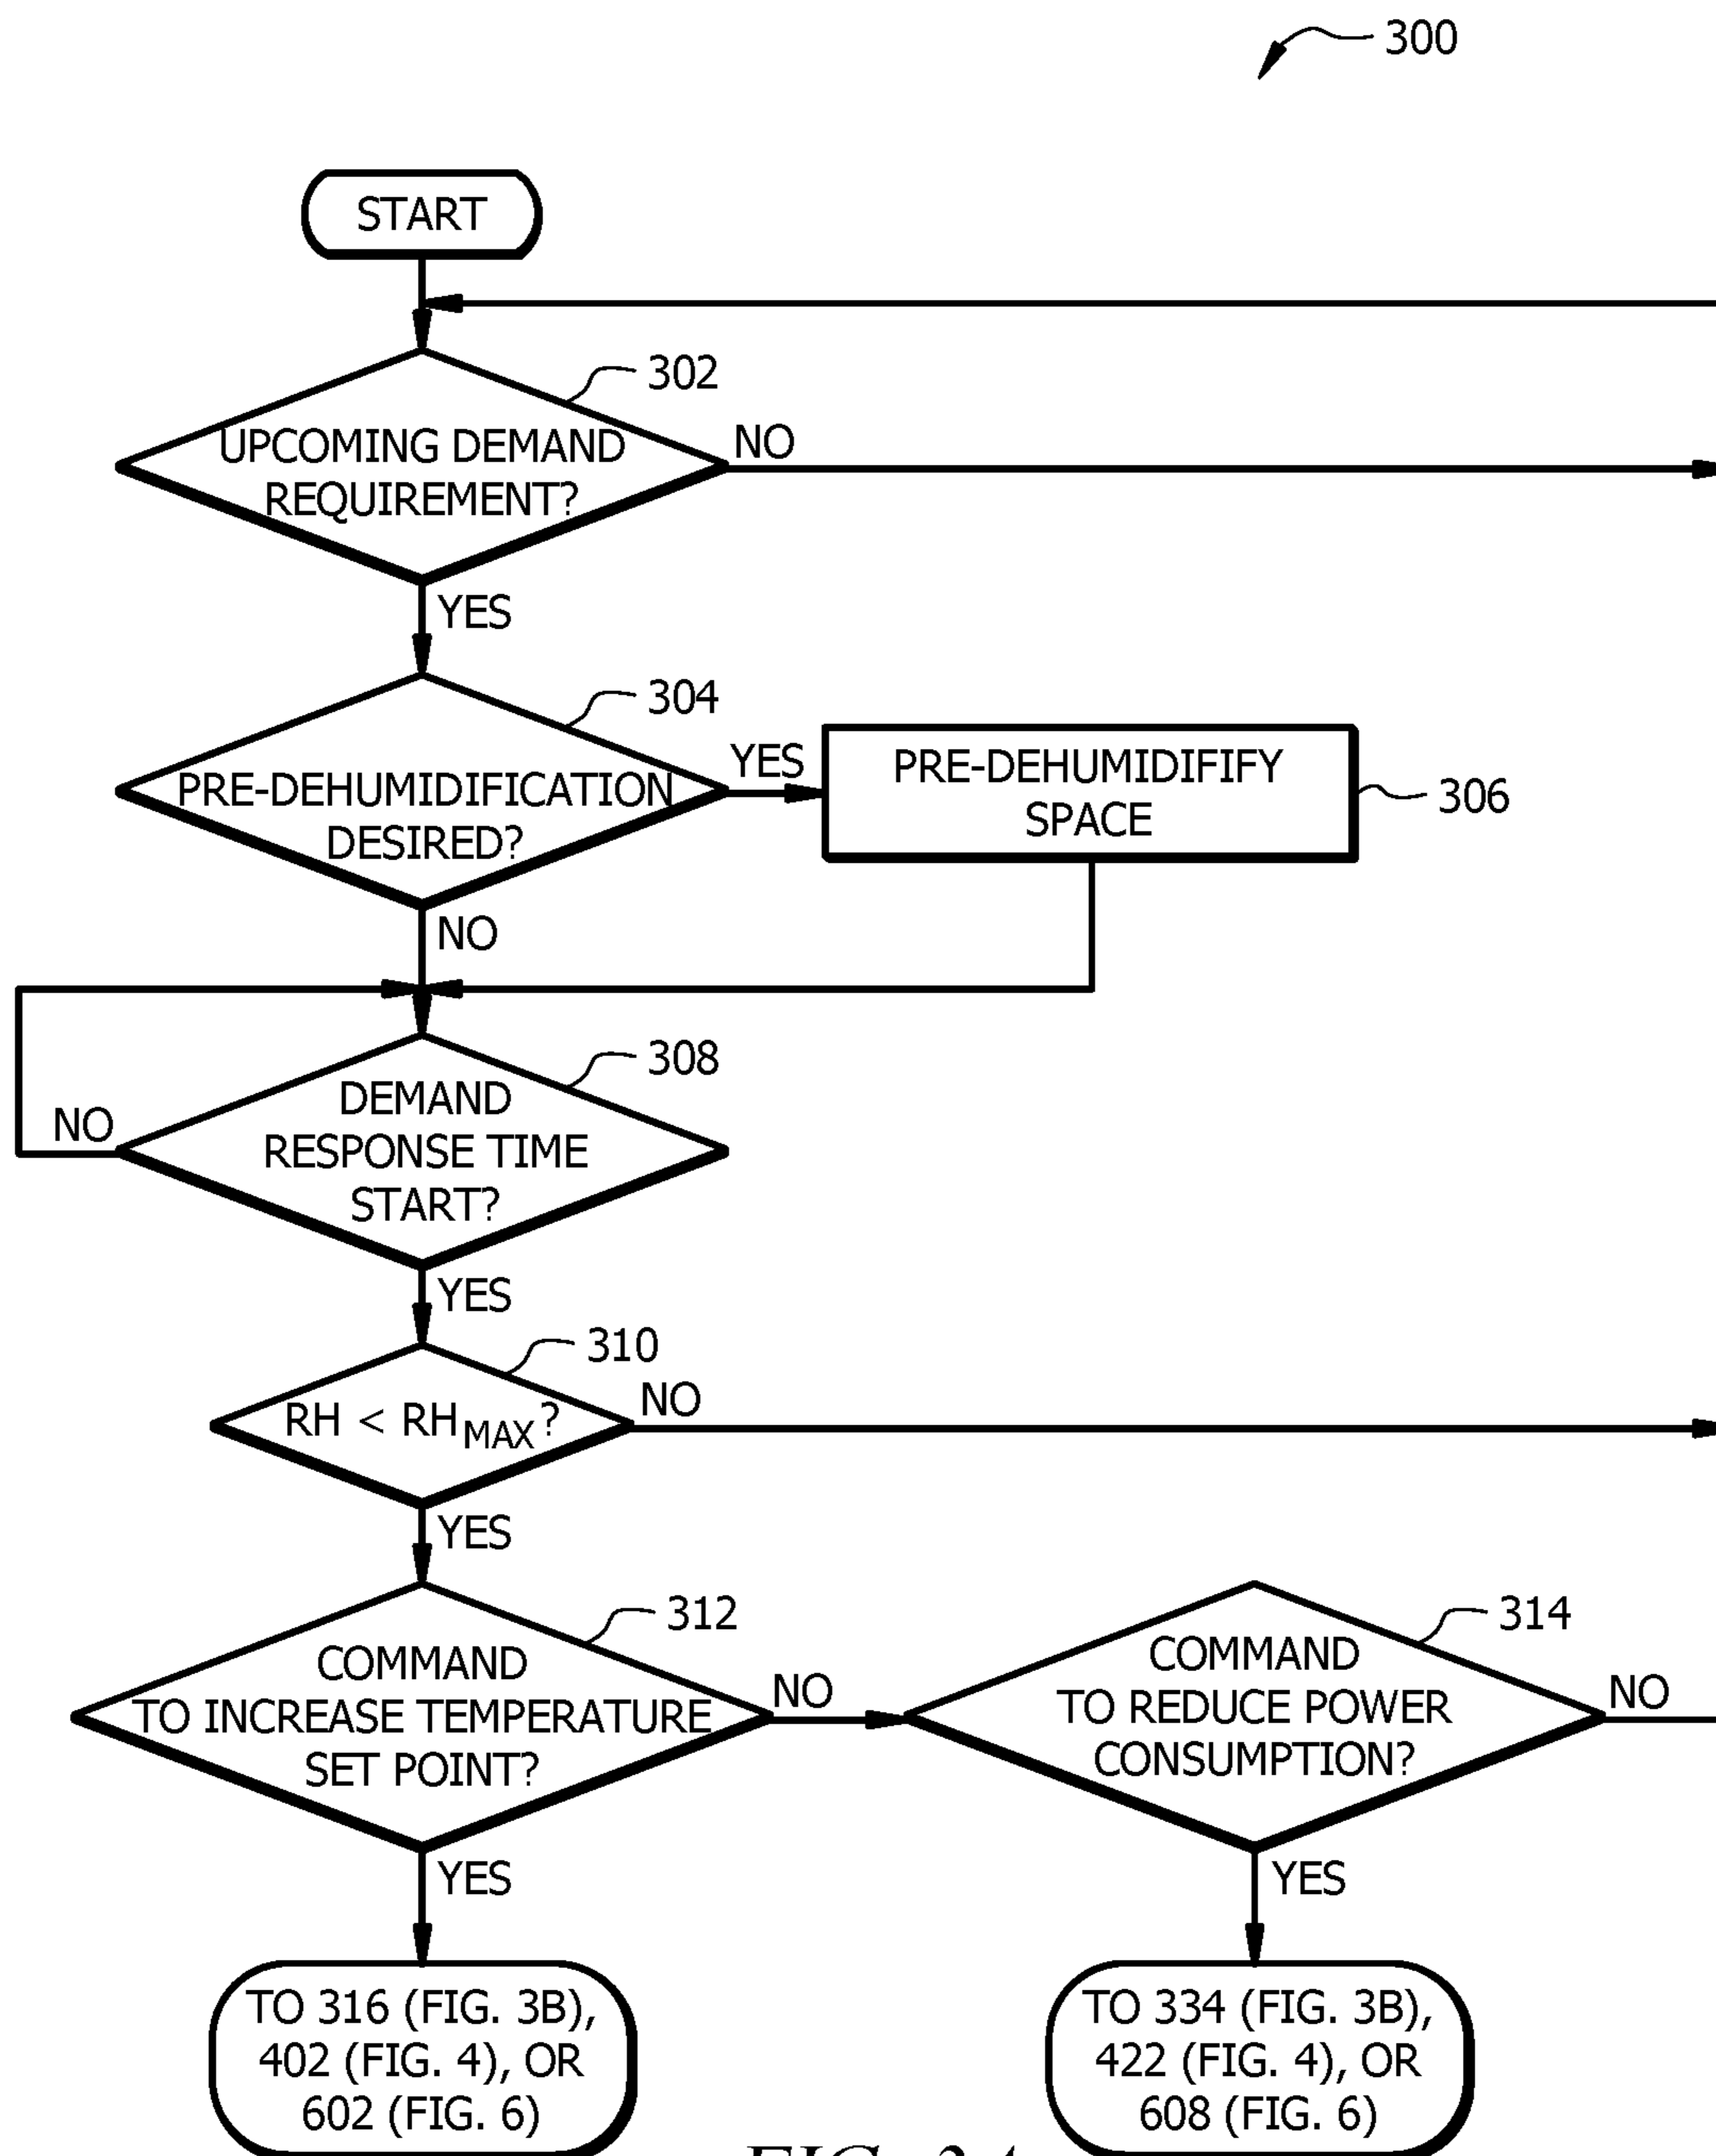 300
START
302
UPCOMING DEMAND
REQUIREMENT?
NO
YES
304
PRE-DEHUMIDIFICATION
DESIRED?
YES
PRE-DEHUMIDIFIFY
SPACE
306
NO
308
DEMAND
RESPONSE TIME
START?
NO
YES
310
RH < RHMAX?
NO
YES
312
COMMAND
TO INCREASE TEMPERATURE
SET POINT?
NO
314
COMMAND
TO REDUCE POWER
CONSUMPTION?
NO
YES
YES
TO 316 (FIG. 3B),
402 (FIG. 4), OR
602 (FIG. 6)
TO 334 (FIG. 3B),
422 (FIG. 4), OR
608 (FIG. 6)